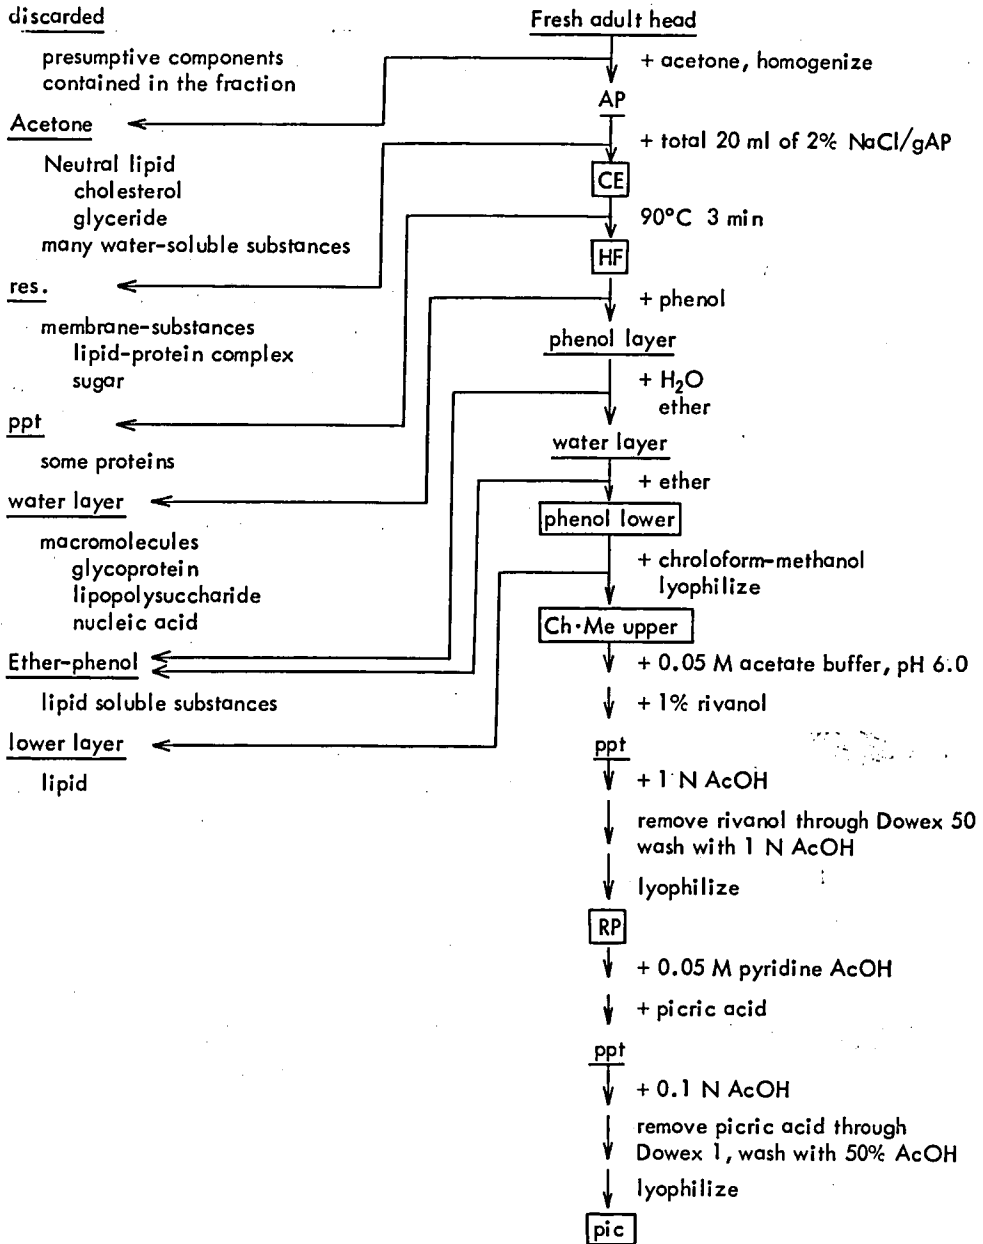 discarded
presumptive components
contained in the fraction
Acetone
Neutral lipid
cholesterol
glyceride
many water-soluble substances
res.
membrane-substances
lipid-protein complex
sugar
ppt
some proteins
water layer
macromolecules
glycoprotein
lipopolysuccharide
nucleic acid
Ether-phenol
lipid soluble substances
lower layer
lipid
Fresh adult head
+ acetone, homogenize
AP
+ total 20 ml of 2% NaCl/gAP
CE
90°C 3 min
HF
+ phenol
phenol layer
+ H₂O
ether
water layer
+ ether
phenol lower
+ chroloform-methanol
lyophilize
Ch·Me upper
+ 0.05 M acetate buffer, pH 6.0
+ 1% rivanol
ppt
+ 1 N AcOH
remove rivanol through Dowex 50
wash with 1 N AcOH
lyophilize
RP
+ 0.05 M pyridine AcOH
+ picric acid
ppt
+ 0.1 N AcOH
remove picric acid through
Dowex 1, wash with 50% AcOH
lyophilize
pic